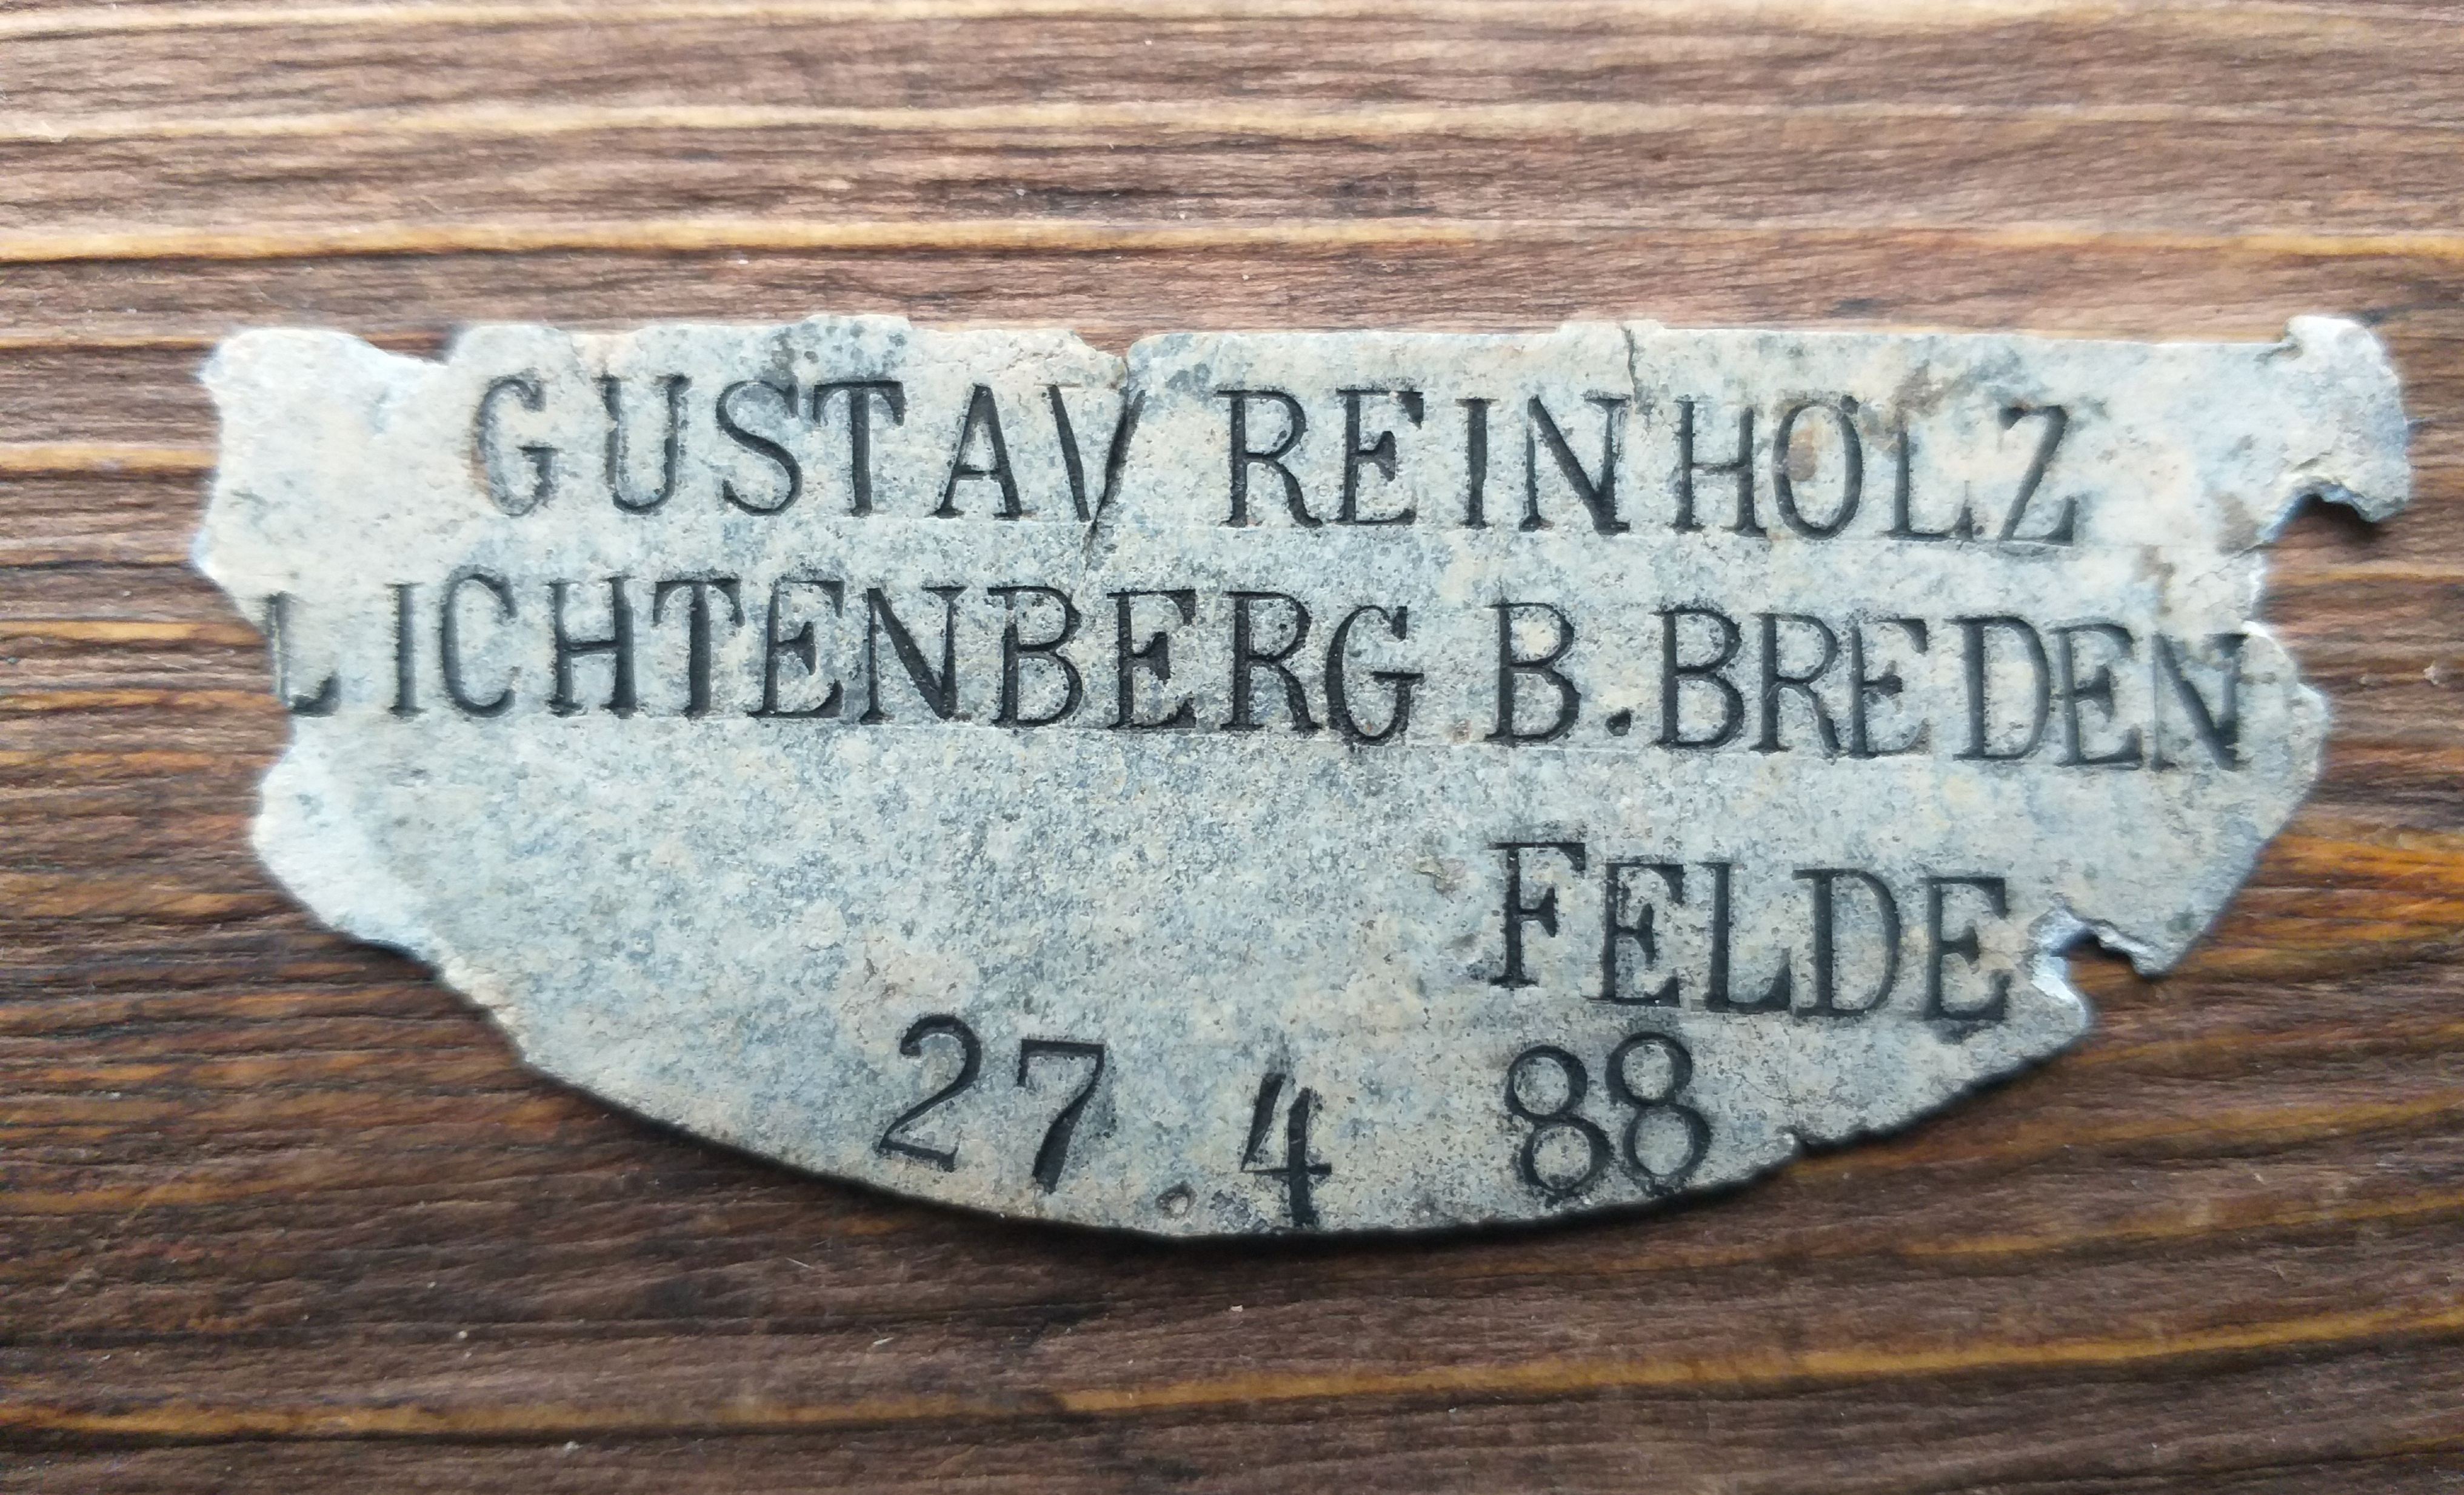 GUSTAV REINHOLZ
LICHTENBERG B. BREDEN
FELDE
27.4 88